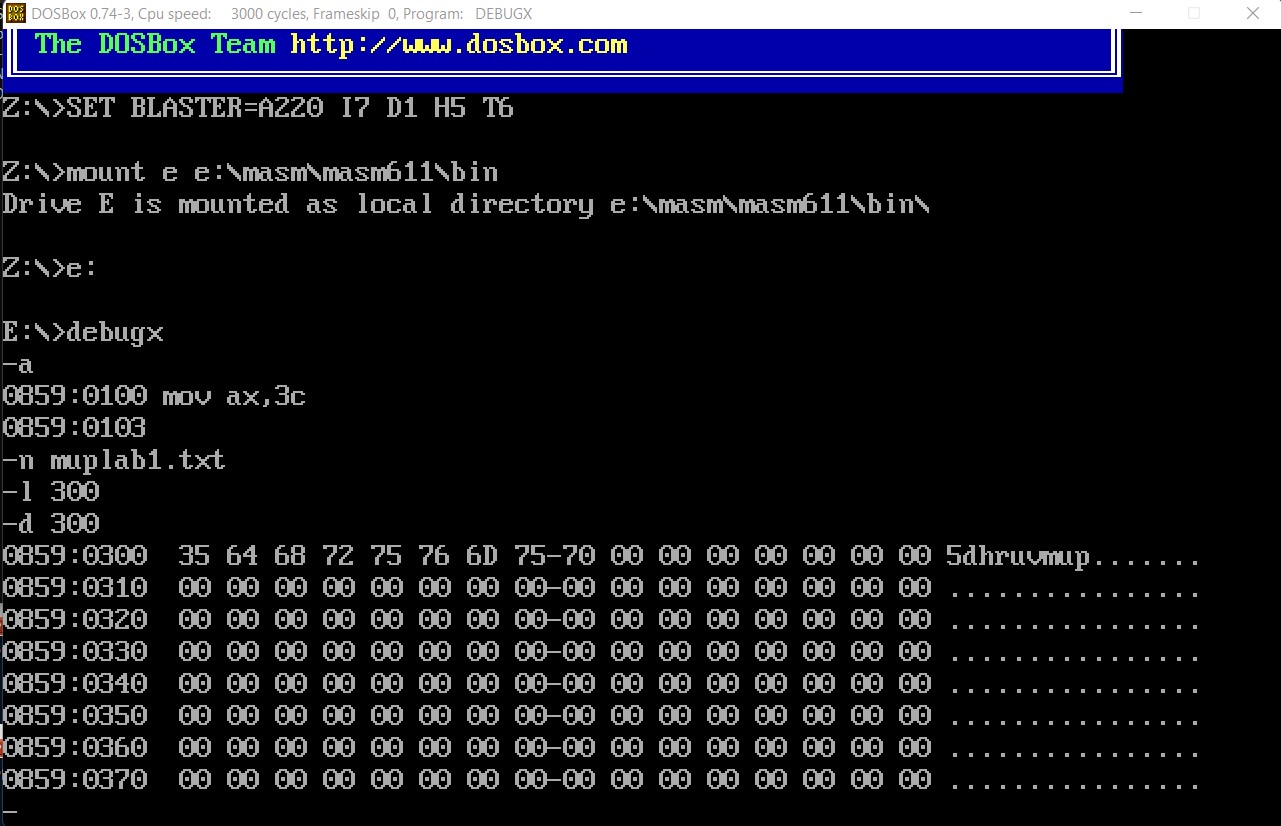 DOS BOX DOSBox 0.74-3, Cpu speed: 3000 cycles, Frameskip 0, Program: DEBUGX
The DOSBox Team http://www.dosbox.com
Z:\>SET BLASTER=A220 I7 D1 H5 T6
Z:\>mount e e:\masm\masm611\bin
Drive E is mounted as local directory e:\masm\masm611\bin\
Z:\>e:
E:\>debugx
-a
0859:0100 mov ax,3c
0859:0103
-n muplab1.txt
-l 300
-d 300
0859:0300  35 64 68 72 75 76 6D 75-70 00 00 00 00 00 00 00 5dhruvmup.......
0859:0310  00 00 00 00 00 00 00 00-00 00 00 00 00 00 00 00 ................
0859:0320  00 00 00 00 00 00 00 00-00 00 00 00 00 00 00 00 ................
0859:0330  00 00 00 00 00 00 00 00-00 00 00 00 00 00 00 00 ................
0859:0340  00 00 00 00 00 00 00 00-00 00 00 00 00 00 00 00 ................
0859:0350  00 00 00 00 00 00 00 00-00 00 00 00 00 00 00 00 ................
0859:0360  00 00 00 00 00 00 00 00-00 00 00 00 00 00 00 00 ................
0859:0370  00 00 00 00 00 00 00 00-00 00 00 00 00 00 00 00 ................
-